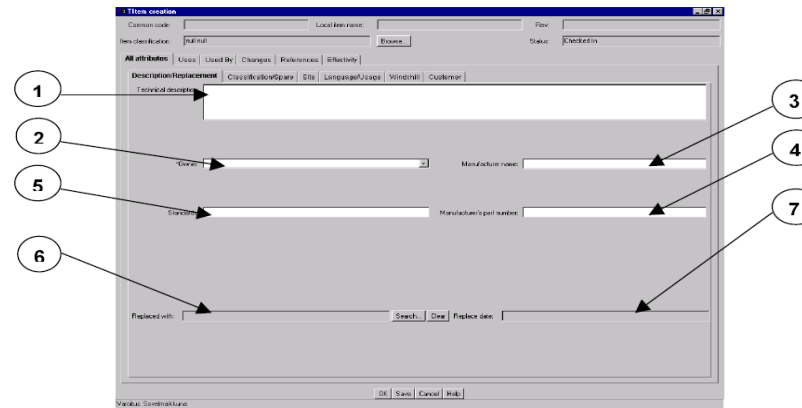 TItem creation
Common code: Local item name: Rev:
Item classification: null null Browse... Status: Checked In
All attributes Uses Used By Changes References Effectivity
Description/Replacement Classification/Spare Site Language/Usage Windchill Customer
1 Technical description: 3
2 *Owner: Manufacturer name: 4
5 Standard: Manufacturer's part number:
6 7
Replaced with: Search... Clear Replace date:
OK Save Cancel Help
Varoitus: Sovelmaikkuna